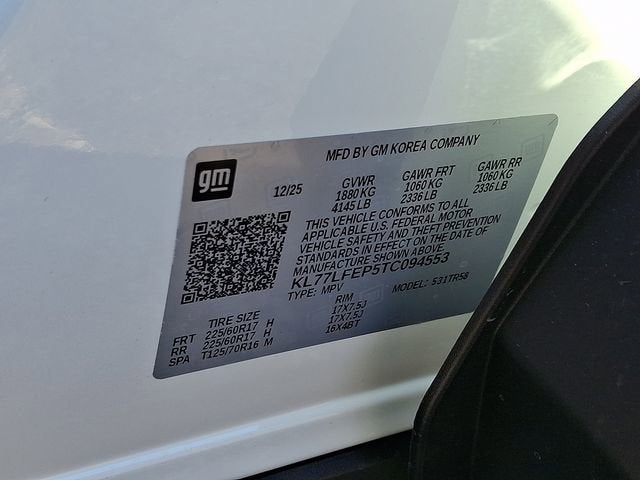 gm
MFD BY GM KOREA COMPANY
12/25
GVWR GAWR FRT GAWR RR
1880 KG 1060 KG 1060 KG
4145 LB 2336 LB 2336 LB
THIS VEHICLE CONFORMS TO ALL
APPLICABLE U.S. FEDERAL MOTOR
VEHICLE SAFETY AND THEFT PREVENTION
STANDARDS IN EFFECT ON THE DATE OF
MANUFACTURE SHOWN ABOVE.
KL77LFEP5TC094553
TYPE: MPV MODEL: 531TR58
TIRE SIZE RIM
FRT 225/60R17 H 17X7.5J
RR 225/60R17 H 17X7.5J
SPA T125/70R16 M 16X4BT